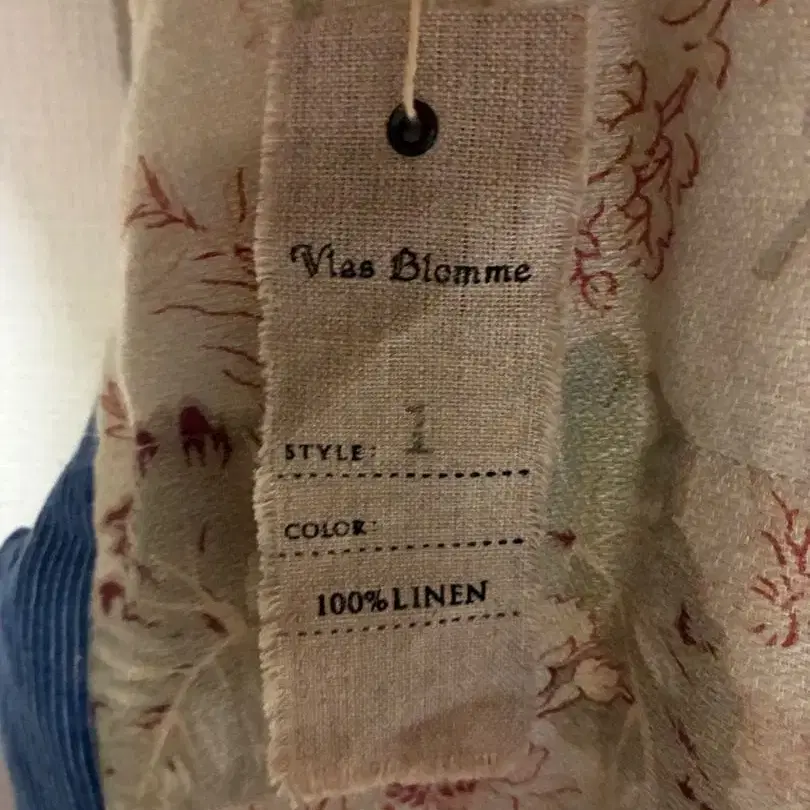 Vlas Blomme
STYLE: 1
COLOR:
100% LINEN